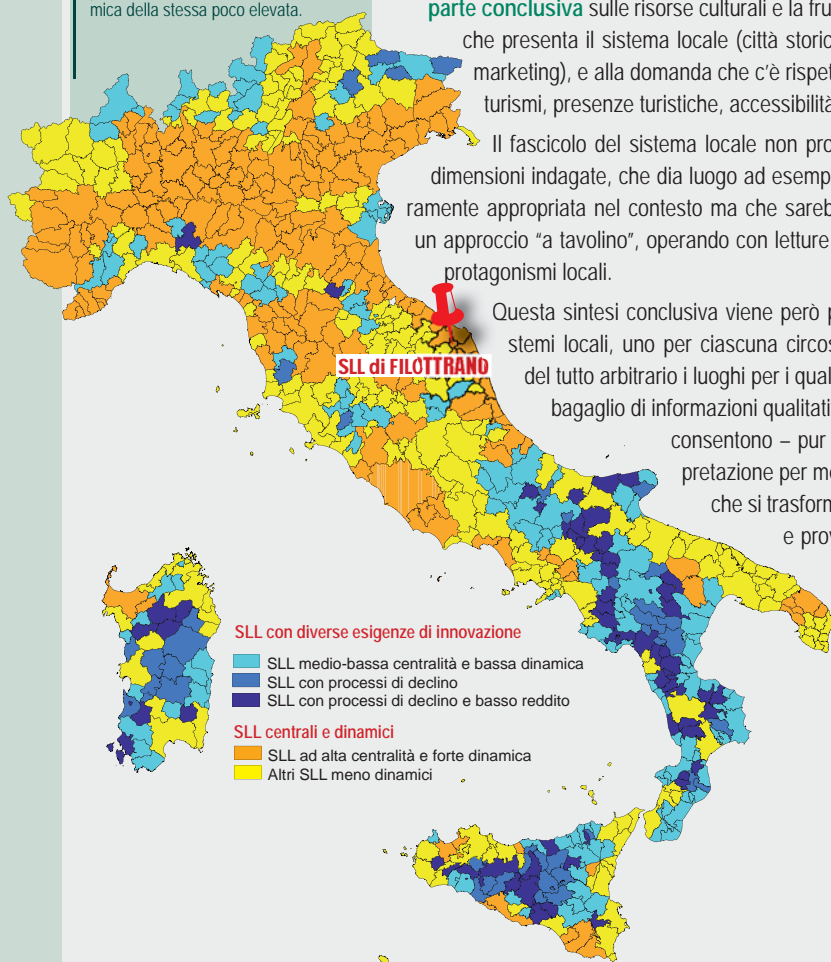 mica della stessa poco elevata.
parte conclusiva sulle risorse culturali e la fru
che presenta il sistema locale (città storic
marketing), e alla domanda che c'è rispet
turismi, presenze turistiche, accessibilità
Il fascicolo del sistema locale non pro
dimensioni indagate, che dia luogo ad esemp
ramente appropriata nel contesto ma che sareb
un approccio “a tavolino”, operando con letture
protagonismi locali.
Questa sintesi conclusiva viene però p
stemi locali, uno per ciascuna circos
del tutto arbitrario i luoghi per i qual
bagaglio di informazioni qualitati
consentono – pur
pretazione per me
che si trasform
e prov
SLL di FILOTTRANO
SLL con diverse esigenze di innovazione
SLL medio-bassa centralità e bassa dinamica
SLL con processi di declino
SLL con processi di declino e basso reddito
SLL centrali e dinamici
SLL ad alta centralità e forte dinamica
Altri SLL meno dinamici